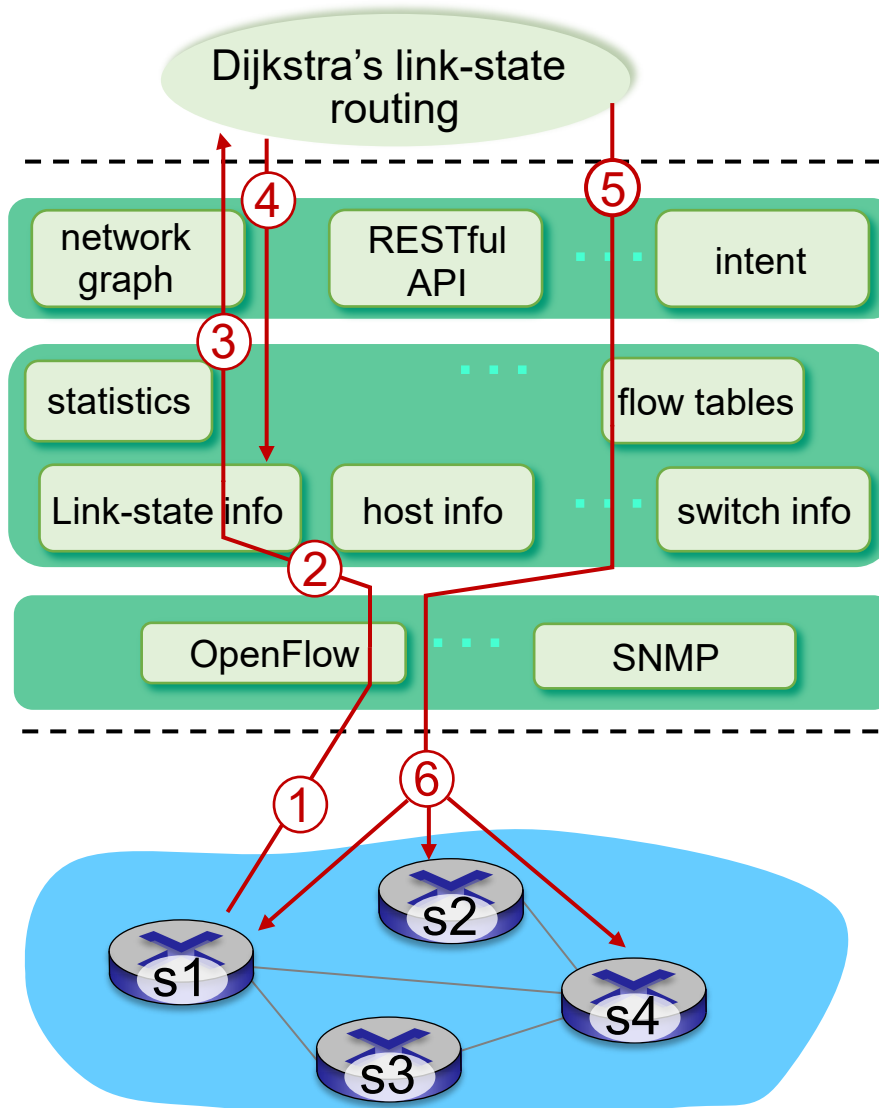 Dijkstra’s link-state
routing
5
4
network
graph
RESTful
API
intent
3
statistics
flow tables
Link-state info
host info
switch info
2
OpenFlow
SNMP
1
6
s2
s1
s4
s3